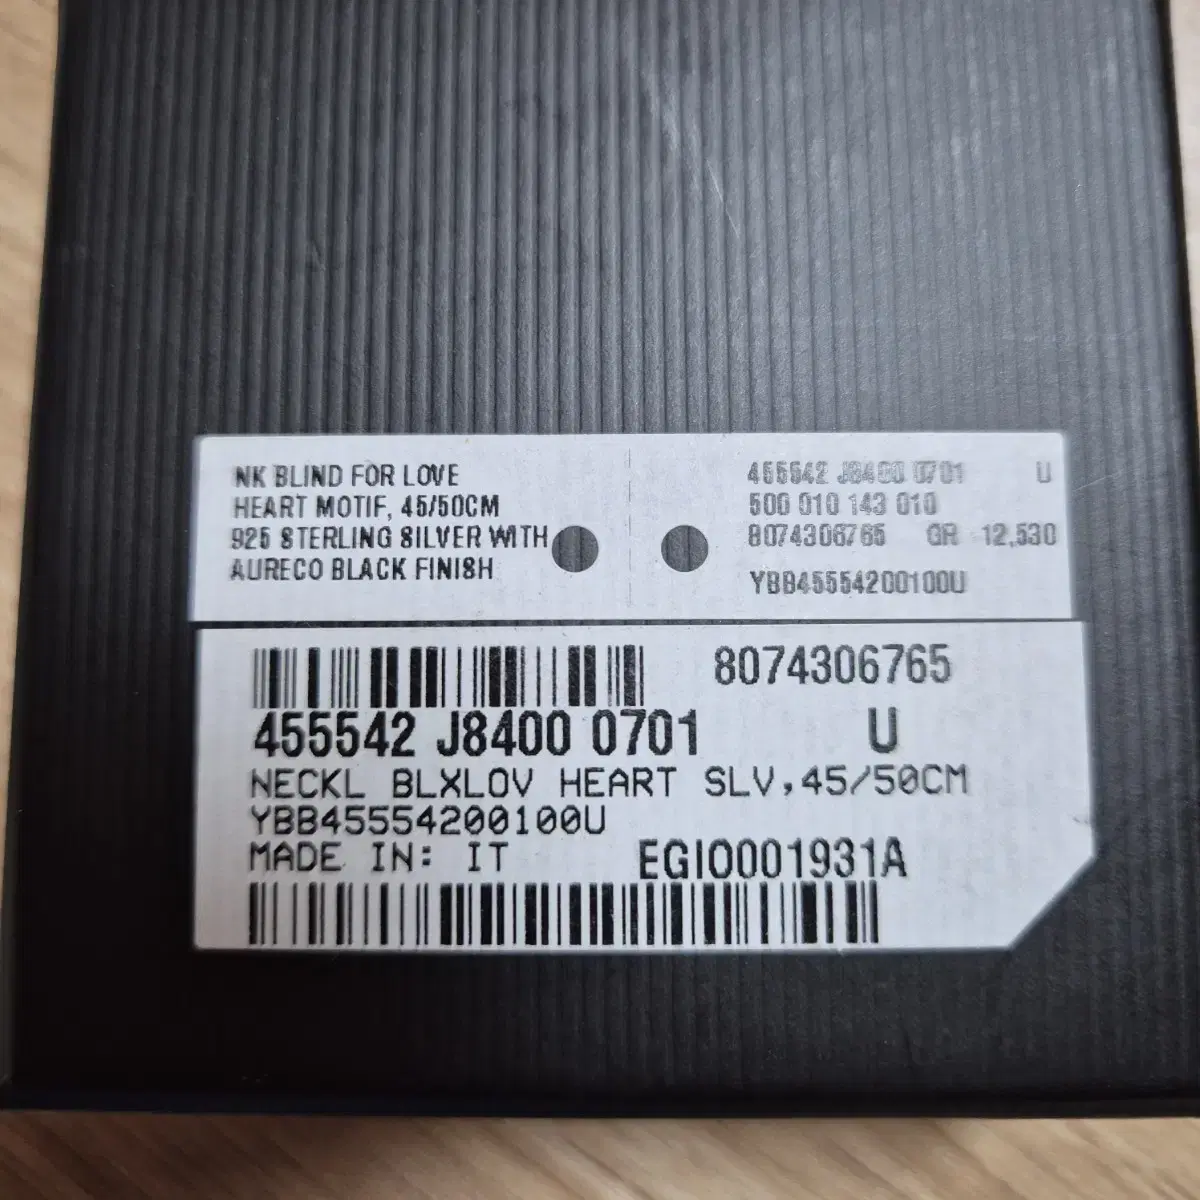 NK BLIND FOR LOVE
HEART MOTIF, 45/50CM
925 STERLING SILVER WITH
AURECO BLACK FINISH
455542 J8400 0701 U
500 010 143 010
8074306765 GR 12,530
YBB45554200100U
8074306765
455542 J8400 0701 U
NECKL BLXLOV HEART SLV,45/50CM
YBB45554200100U
MADE IN: IT EGIO001931A